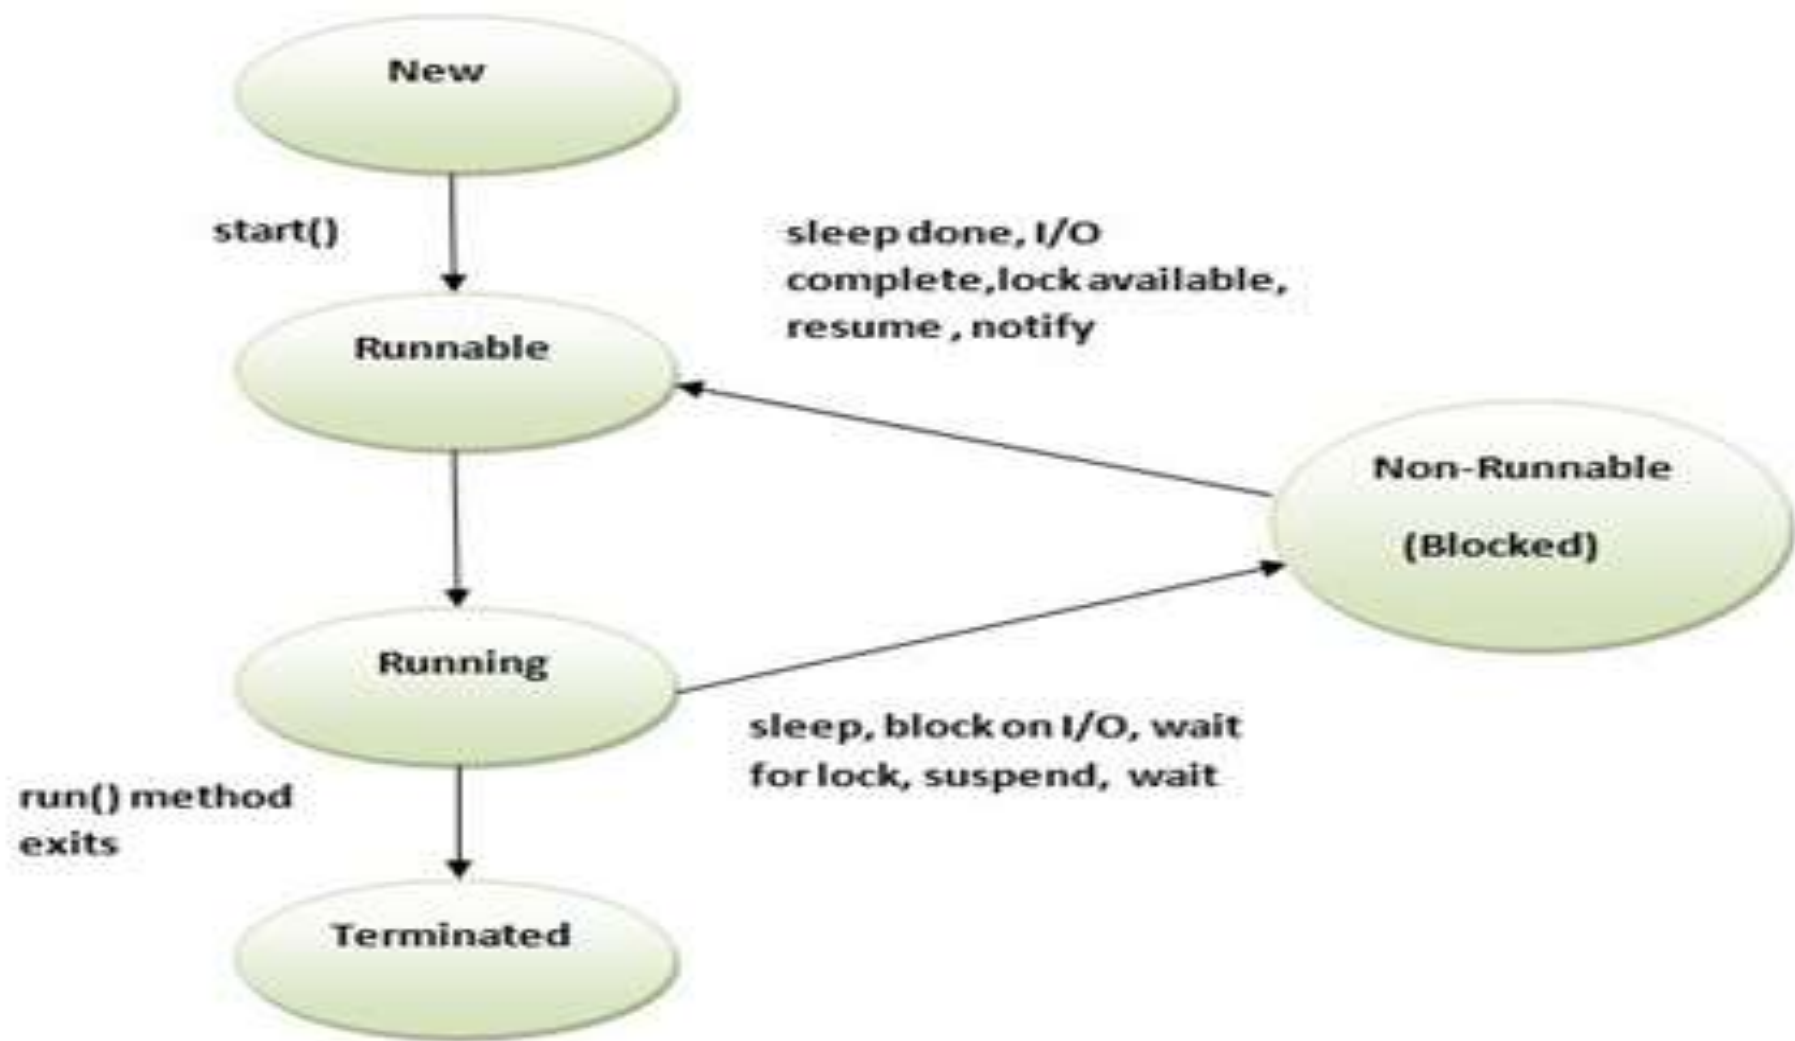 New
start()
sleep done, I/O
complete,lock available,
resume , notify
Runnable
Non-Runnable
(Blocked)
Running
sleep, block on I/O, wait
for lock, suspend, wait
run() method
exits
Terminated